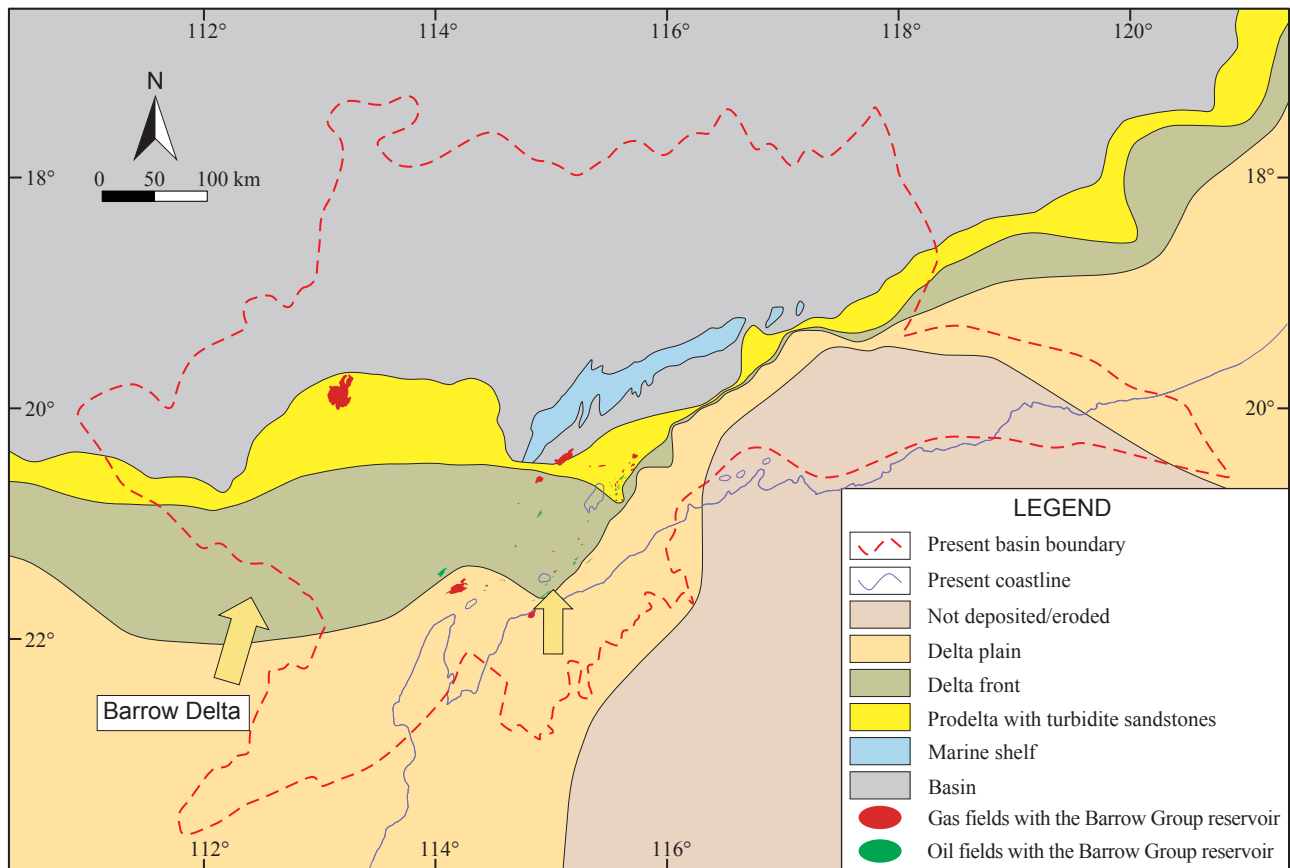 112° 114° 116° 118° 120°
N
0 50 100 km
18° 18°
20° 20°
22°
Barrow Delta
112° 114° 116°
LEGEND
Present basin boundary
Present coastline
Not deposited/eroded
Delta plain
Delta front
Prodelta with turbidite sandstones
Marine shelf
Basin
Gas fields with the Barrow Group reservoir
Oil fields with the Barrow Group reservoir